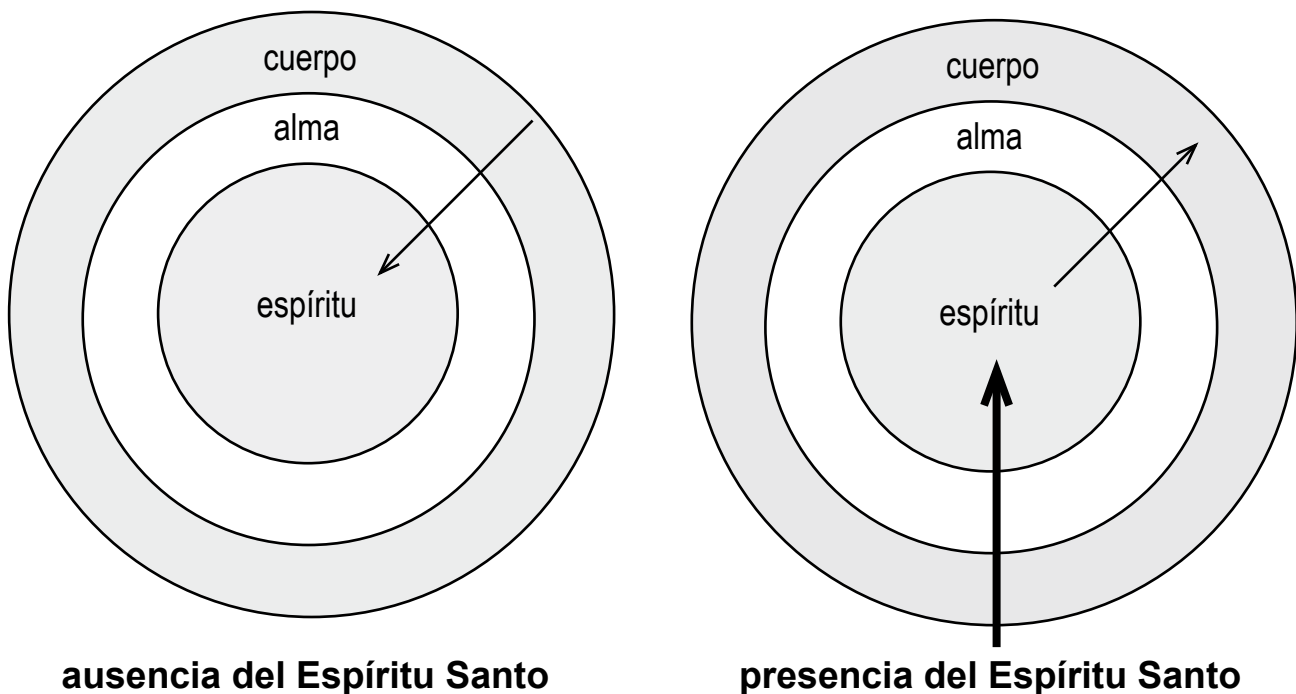 cuerpo
alma
espíritu
ausencia del Espíritu Santo
cuerpo
alma
espíritu
presencia del Espíritu Santo